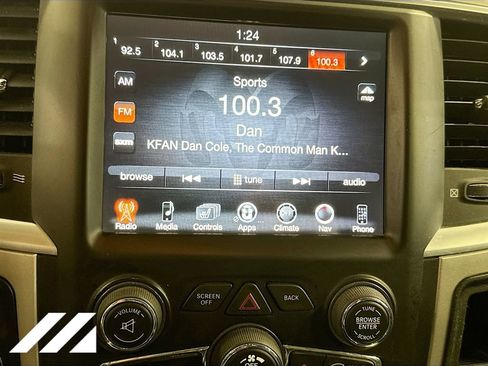 1:24
1 2 3 4 5 6
92.5 104.1 103.5 101.7 107.9 100.3
AM
Sports
map
FM
100.3
Dan
sxm
KFAN Dan Cole, The Common Man K...
browse tune audio
Radio Media Controls Apps Climate Nav Phone
VOLUME
SCREEN OFF
BACK
TUNE
BROWSE
ENTER
SCROLL